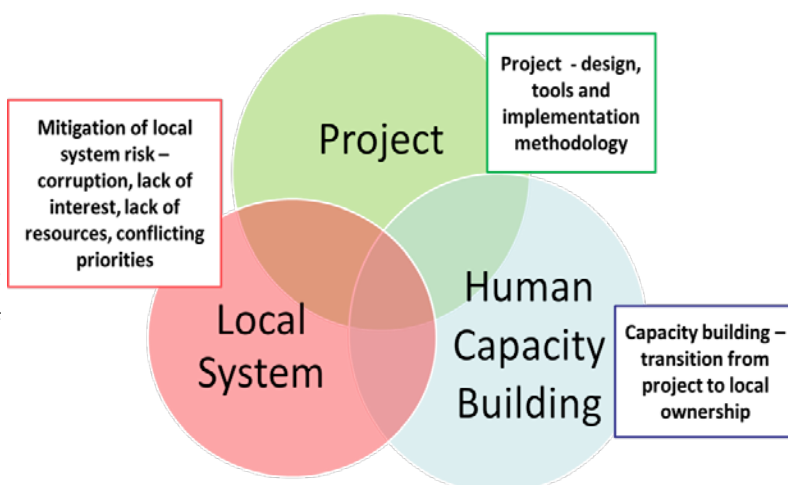 Project
Project - design,
tools and
implementation
methodology
Mitigation of local
system risk –
corruption, lack of
interest, lack of
resources, conflicting
priorities
Local
System
Human
Capacity
Building
Capacity building –
transition from
project to local
ownership